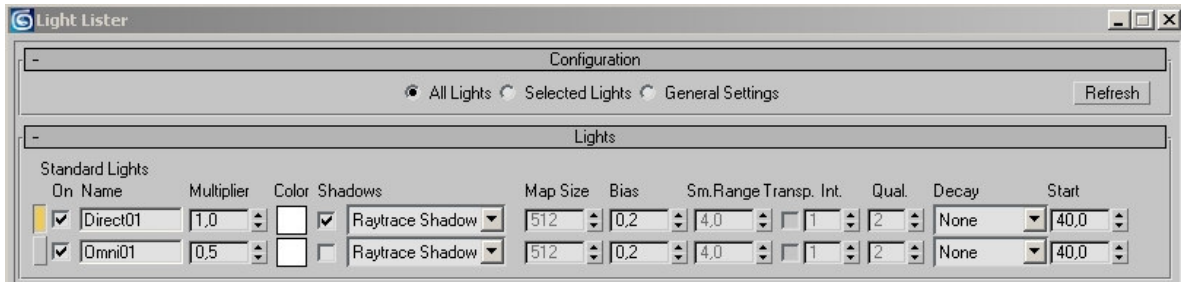 Light Lister
Configuration
All Lights Selected Lights General Settings Refresh
Lights
Standard Lights
On Name Multiplier Color Shadows Map Size Bias Sm.Range Transp. Int. Qual. Decay Start
Direct01 1,0 Raytrace Shadow 512 0,2 4,0 1 2 None 40,0
Omni01 0,5 Raytrace Shadow 512 0,2 4,0 1 2 None 40,0